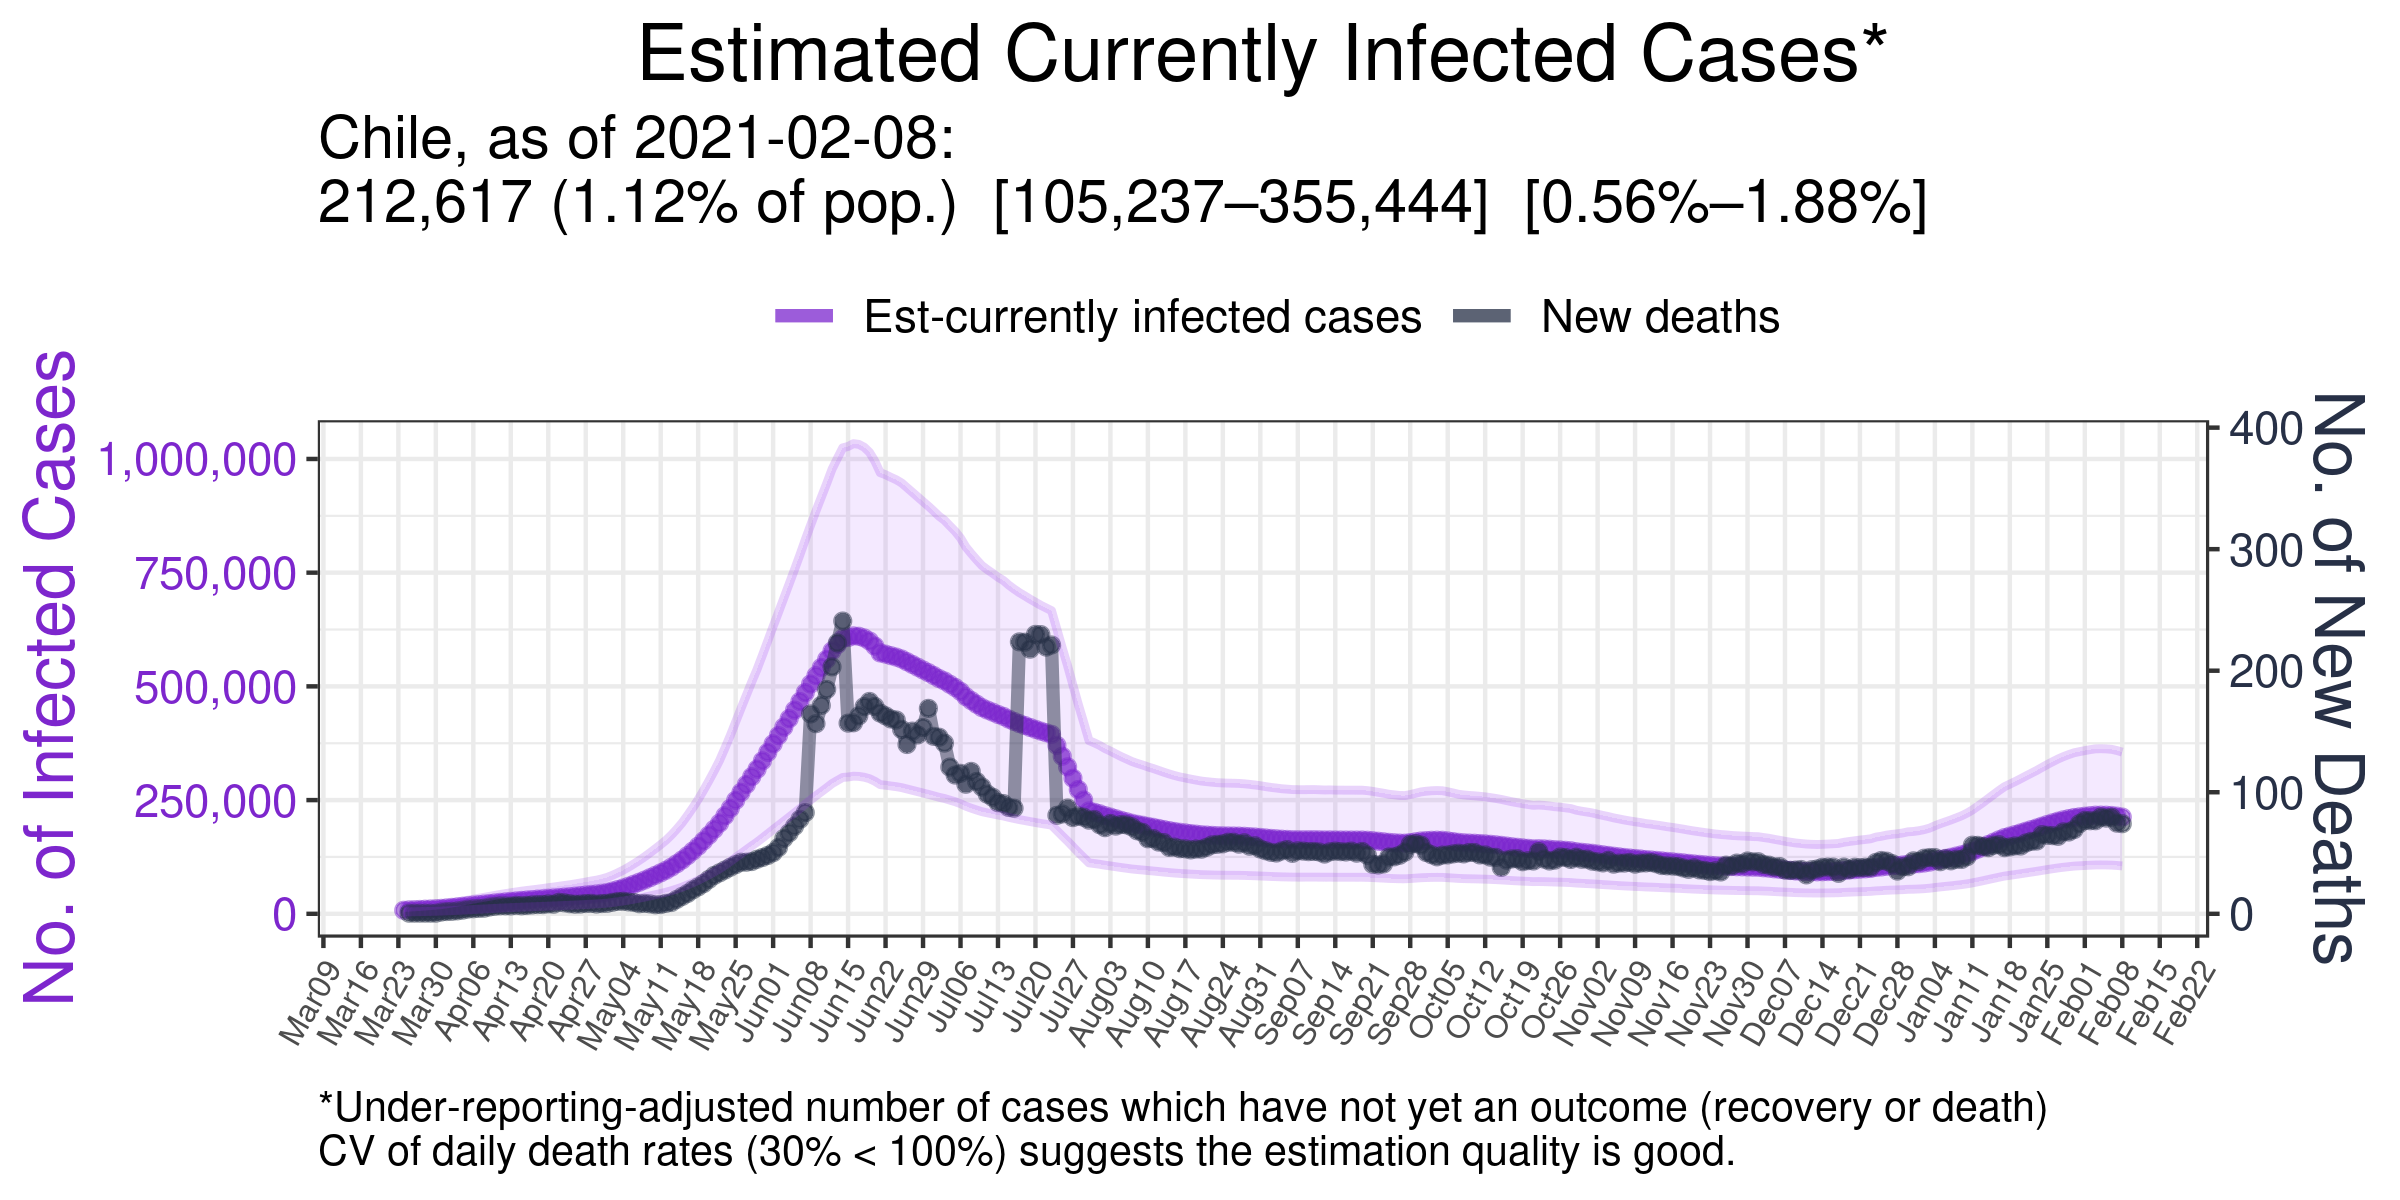 Estimated Currently Infected Cases*
Chile, as of 2021-02-08:
212,617 (1.12% of pop.)  [105,237–355,444]  [0.56%–1.88%]
Est-currently infected cases
New deaths
No. of Infected Cases
1,000,000
750,000
500,000
250,000
0
400
300
200
100
0
No. of New Deaths
Mar09
Mar16
Mar23
Mar30
Apr06
Apr13
Apr20
Apr27
May04
May11
May18
May25
Jun01
Jun08
Jun15
Jun22
Jun29
Jul06
Jul13
Jul20
Jul27
Aug03
Aug10
Aug17
Aug24
Aug31
Sep07
Sep14
Sep21
Sep28
Oct05
Oct12
Oct19
Oct26
Nov02
Nov09
Nov16
Nov23
Nov30
Dec07
Dec14
Dec21
Dec28
Jan04
Jan11
Jan18
Jan25
Feb01
Feb08
Feb15
Feb22
*Under-reporting-adjusted number of cases which have not yet an outcome (recovery or death)
CV of daily death rates (30% < 100%) suggests the estimation quality is good.